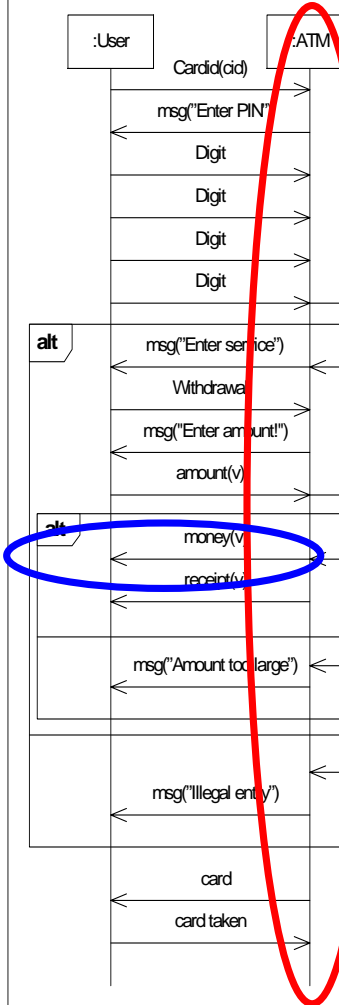 :User
:ATM
Cardid(cid)
msg("Enter PIN")
Digit
Digit
Digit
Digit
alt
msg("Enter service")
Withdrawal
msg("Enter amount!")
amount(v)
alt
money(v)
receipt(v)
msg("Amount too large")
msg("Illegal entry")
card
card taken